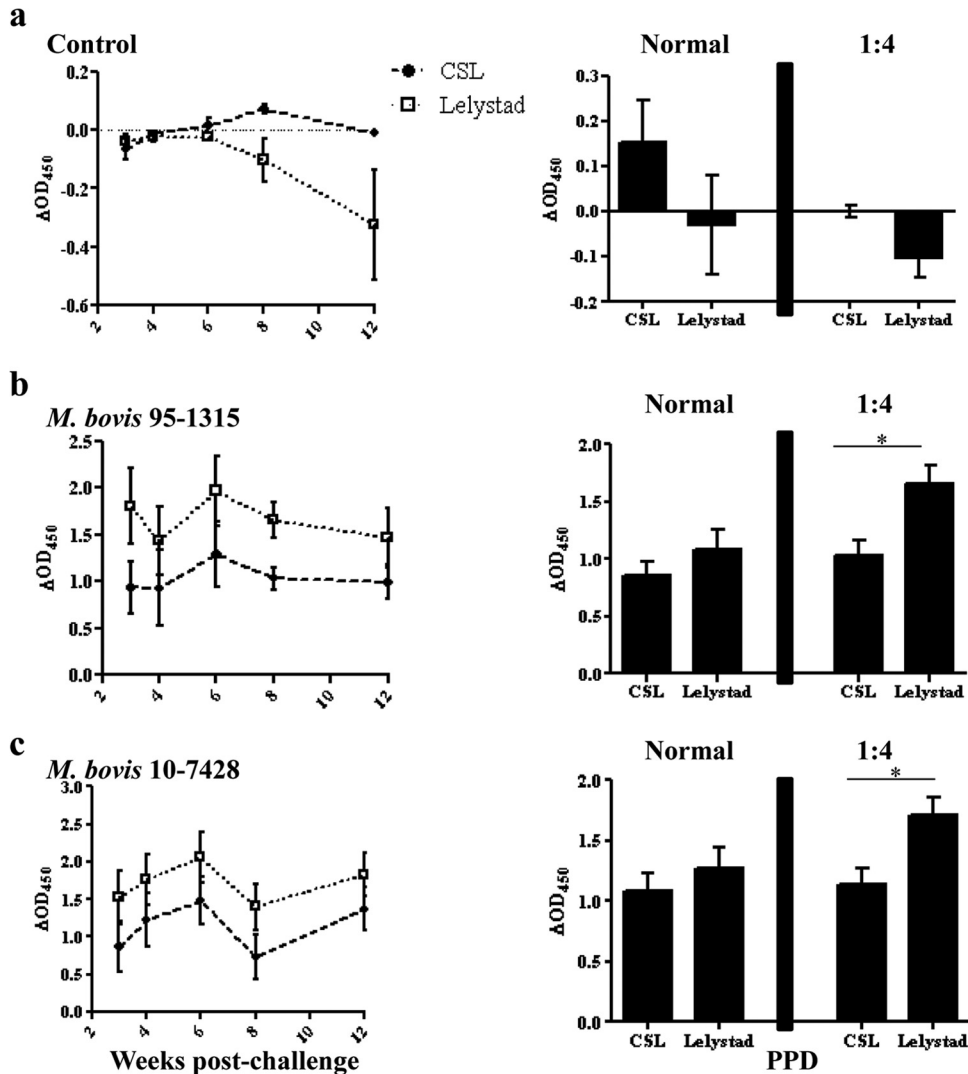 a
Control
Normal 1:4
CSL
Lelystad
ΔOD450
0.2
0.0
-0.2
-0.4
-0.6
2 4 6 8 10 12
ΔOD450
0.3
0.2
0.1
0.0
-0.1
-0.2
CSL Lelystad CSL Lelystad
b
M. bovis 95-1315
Normal 1:4
ΔOD450
2.5
2.0
1.5
1.0
0.5
0.0
2 4 6 8 10 12
*
ΔOD450
2.0
1.5
1.0
0.5
0.0
CSL Lelystad CSL Lelystad
c
M. bovis 10-7428
Normal 1:4
ΔOD450
3.0
2.5
2.0
1.5
1.0
0.5
0.0
2 4 6 8 10 12
Weeks post-challenge
*
ΔOD450
2.0
1.5
1.0
0.5
0.0
CSL Lelystad CSL Lelystad
PPD